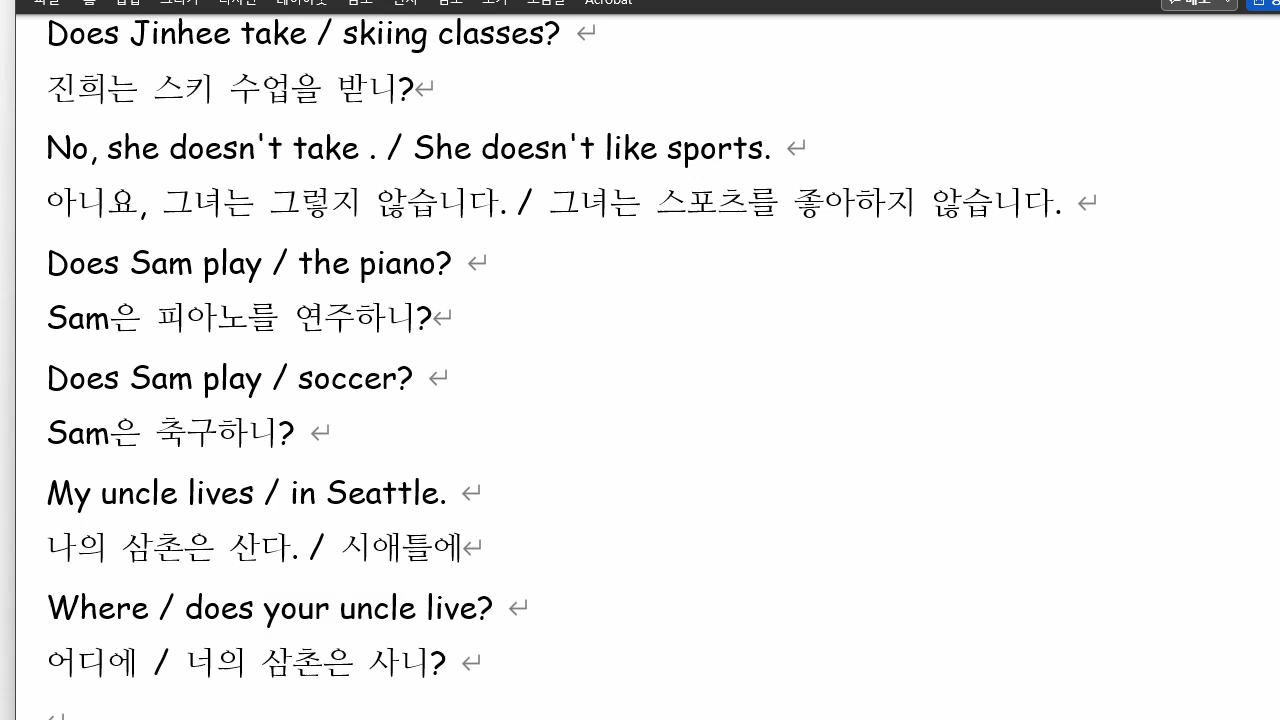 Acrobat
Does Jinhee take / skiing classes?
진희는 스키 수업을 받니?
No, she doesn't take . / She doesn't like sports.
아니요, 그녀는 그렇지 않습니다. / 그녀는 스포츠를 좋아하지 않습니다.
Does Sam play / the piano?
Sam은 피아노를 연주하니?
Does Sam play / soccer?
Sam은 축구하니?
My uncle lives / in Seattle.
나의 삼촌은 산다. / 시애틀에
Where / does your uncle live?
어디에 / 너의 삼촌은 사니?